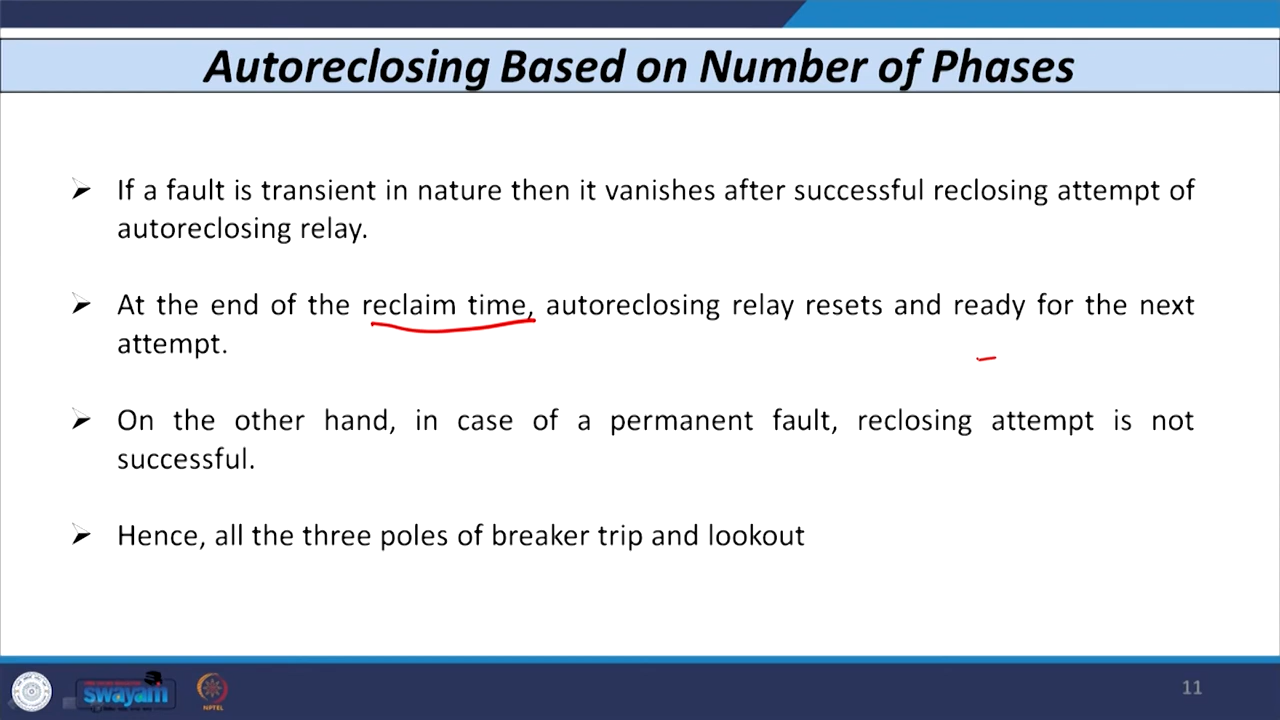 Autoreclosing Based on Number of Phases
If a fault is transient in nature then it vanishes after successful reclosing attempt of
autoreclosing relay.
At the end of the reclaim time, autoreclosing relay resets and ready for the next
attempt.
On the other hand, in case of a permanent fault, reclosing attempt is not
successful.
Hence, all the three poles of breaker trip and lookout
swayam
NPTEL
11